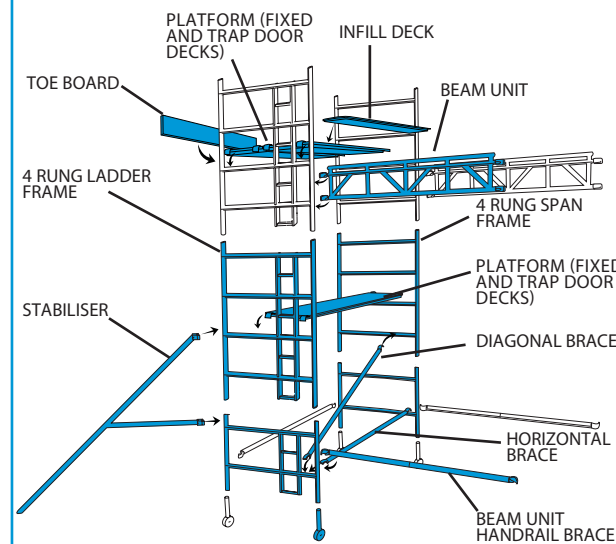 PLATFORM (FIXED
AND TRAP DOOR
DECKS)
INFILL DECK
TOE BOARD
BEAM UNIT
4 RUNG LADDER
FRAME
4 RUNG SPAN
FRAME
PLATFORM (FIXED
AND TRAP DOOR
DECKS)
STABILISER
DIAGONAL BRACE
HORIZONTAL
BRACE
BEAM UNIT
HANDRAIL BRACE